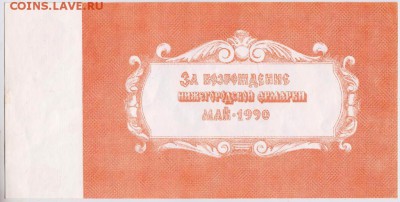 COINS.LAVE.RU
За возрождение
Нижегородской ярмарки
Май·1990